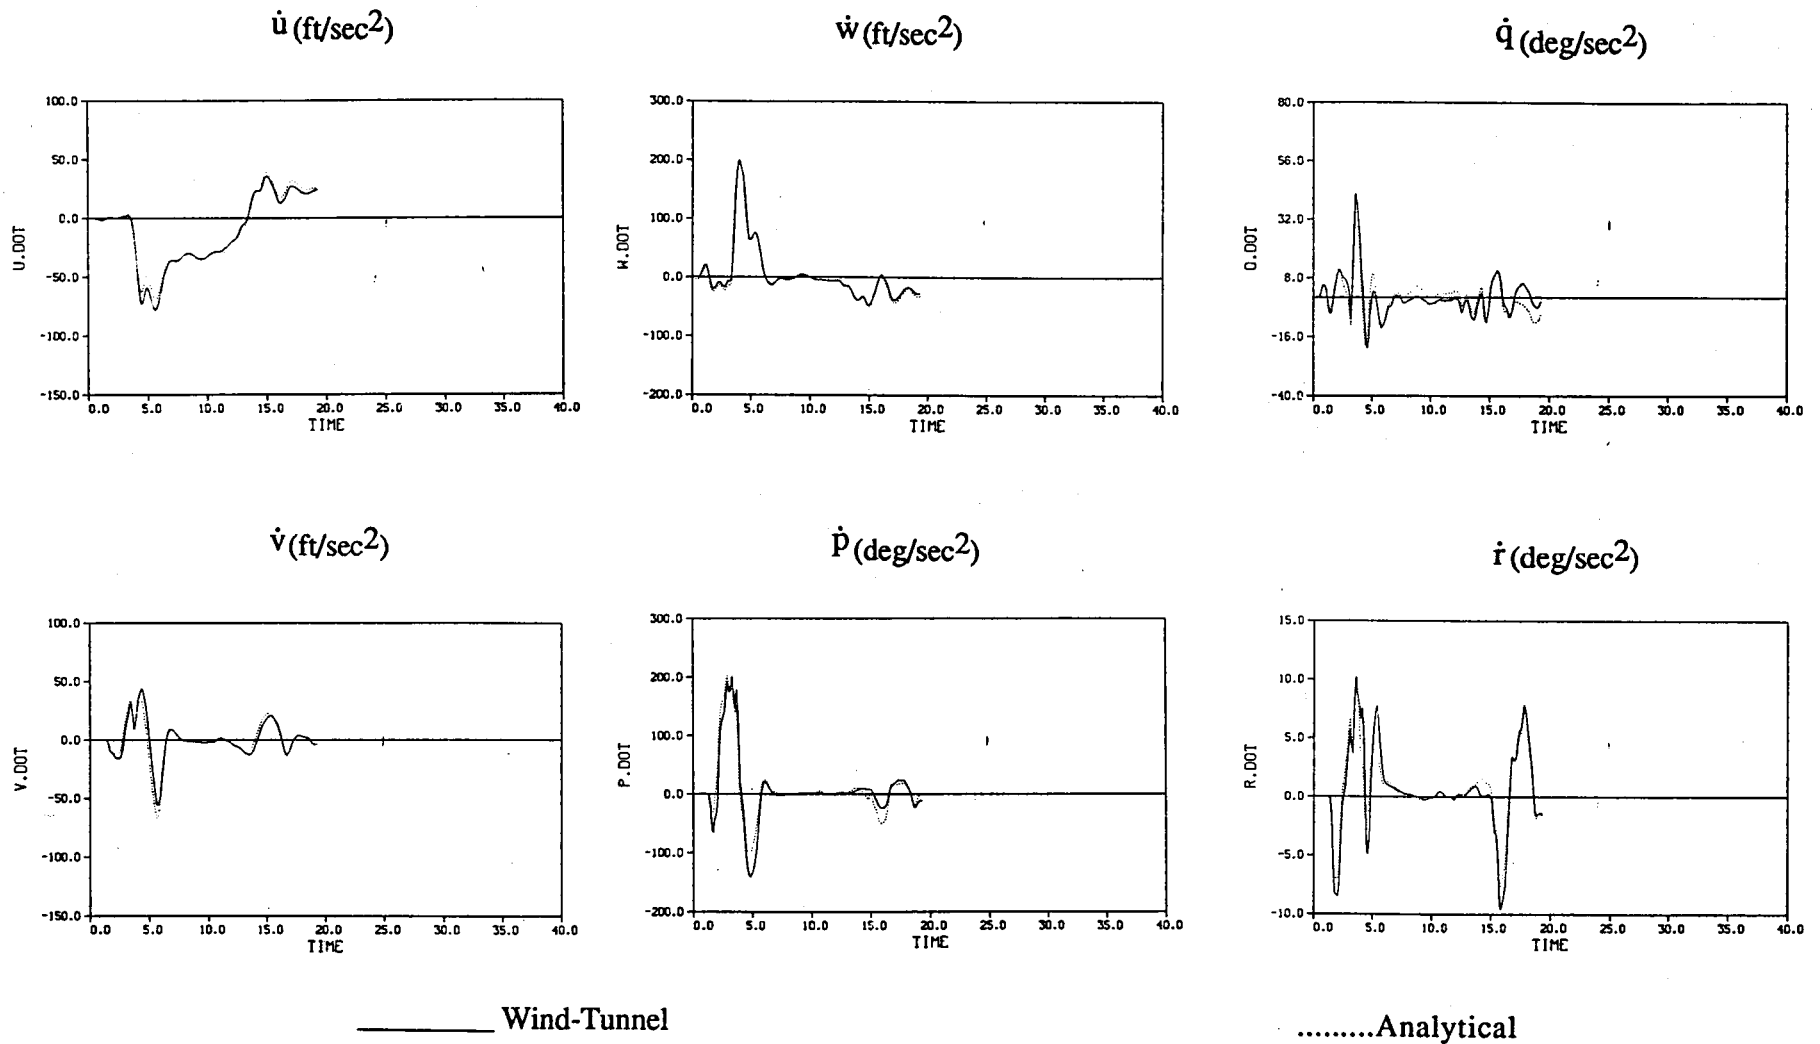 u̇ (ft/sec2)
100.0
50.0
0.0
-50.0
-100.0
-150.0
U.DOT
0.0 5.0 10.0 15.0 20.0 25.0 30.0 35.0 40.0
TIME
ẇ (ft/sec2)
300.0
200.0
100.0
0.0
-100.0
-200.0
W.DOT
0.0 5.0 10.0 15.0 20.0 25.0 30.0 35.0 40.0
TIME
q̇ (deg/sec2)
80.0
56.0
32.0
8.0
-16.0
-40.0
Q.DOT
0.0 5.0 10.0 15.0 20.0 25.0 30.0 35.0 40.0
TIME
v̇ (ft/sec2)
100.0
50.0
0.0
-50.0
-100.0
-150.0
V.DOT
0.0 5.0 10.0 15.0 20.0 25.0 30.0 35.0 40.0
TIME
ṗ (deg/sec2)
300.0
200.0
100.0
0.0
-100.0
-200.0
P.DOT
0.0 5.0 10.0 15.0 20.0 25.0 30.0 35.0 40.0
TIME
ṙ (deg/sec2)
15.0
10.0
5.0
0.0
-5.0
-10.0
R.DOT
0.0 5.0 10.0 15.0 20.0 25.0 30.0 35.0 40.0
TIME
Wind-Tunnel
.........Analytical